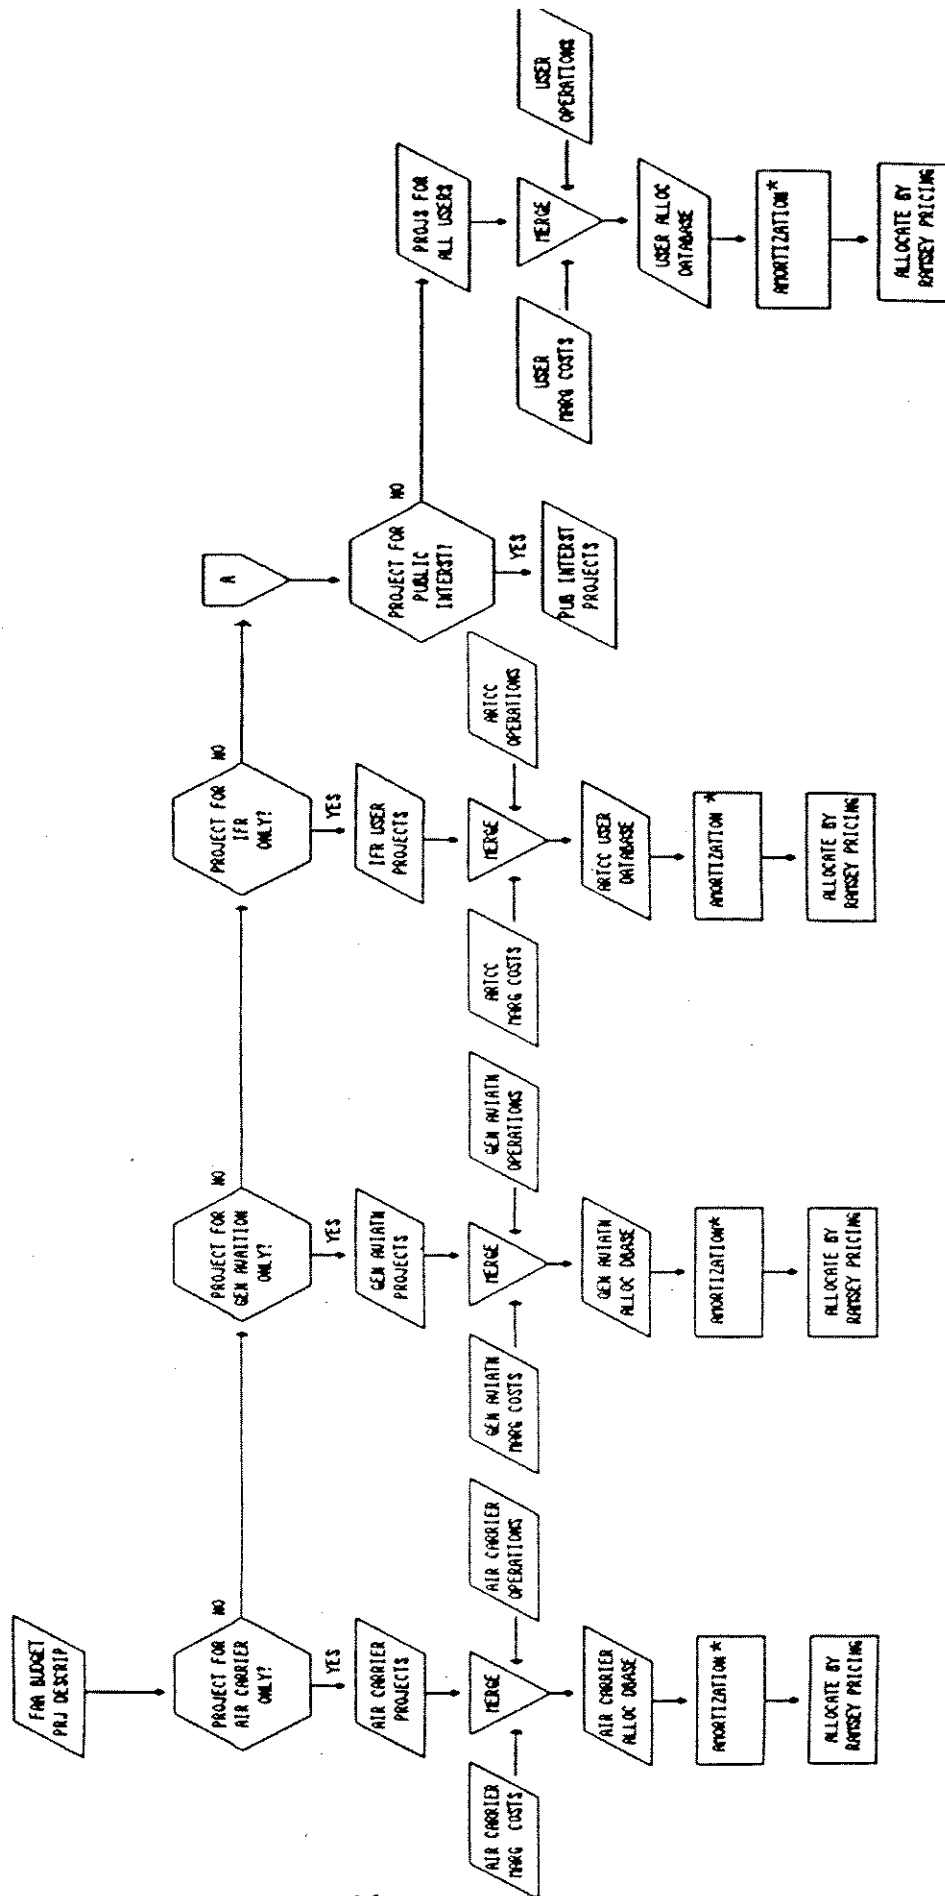 FAA BUDGET
PRJ DESCRIP
PROJECT FOR
AIR CARRIER
ONLY?
NO
YES
AIR CARRIER
PROJECTS
AIR CARRIER
MARG COSTS
MERGE
AIR CARRIER
OPERATIONS
AIR CARRIER
ALLOC DBASE
AMORTIZATION*
ALLOCATE BY
RAMSEY PRICING
PROJECT FOR
GEN AVAITION
ONLY?
NO
YES
GEN AVIATN
PROJECTS
GEN AVIATN
MARG COSTS
MERGE
GEN AVIATN
OPERATIONS
GEN AVIATN
ALLOC DBASE
AMORTIZATION*
ALLOCATE BY
RAMSEY PRICING
PROJECT FOR
IFR
ONLY?
NO
YES
IFR USER
PROJECTS
ARTCC
MARG COSTS
MERGE
ARTCC
OPERATIONS
ARTCC USER
DATABASE
AMORTIZATION *
ALLOCATE BY
RAMSEY PRICING
A
PROJECT FOR
PUBLIC
INTERST?
NO
YES
PUB INTERST
PROJECTS
PROJS FOR
ALL USERS
USER
MARG COSTS
MERGE
USER
OPERATIONS
USER ALLOC
DATABASE
AMORTIZATION*
ALLOCATE BY
RAMSEY PRICING